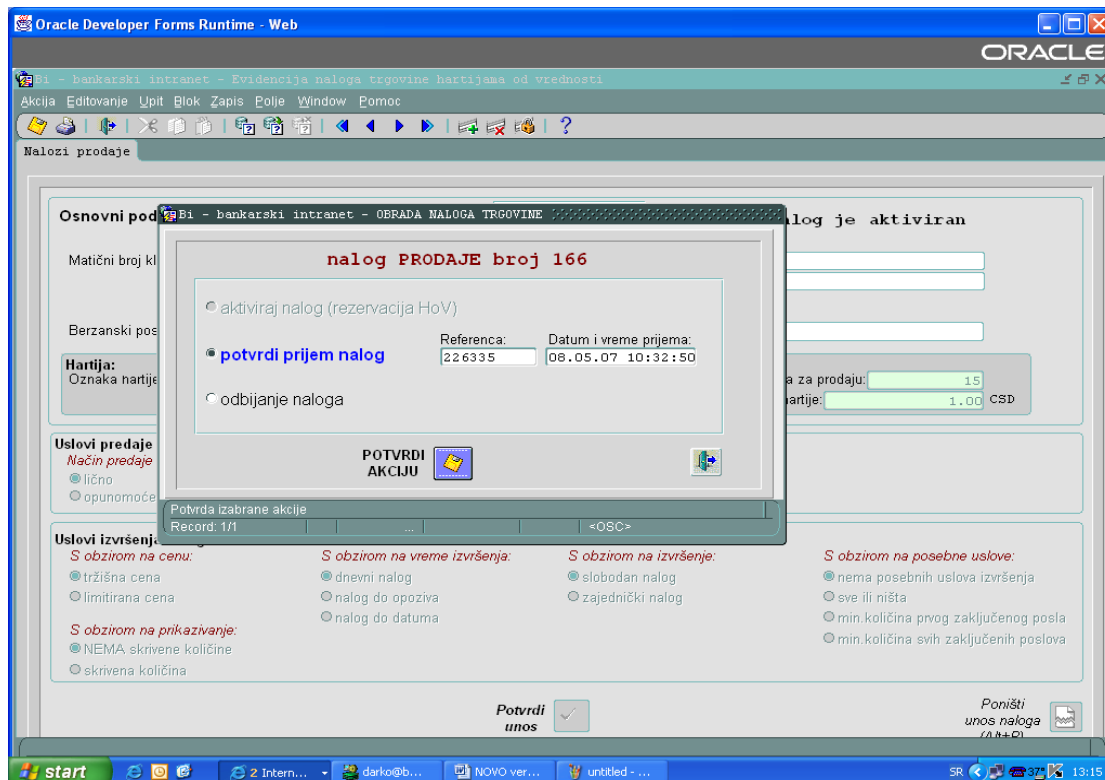 Oracle Developer Forms Runtime - Web
ORACLE
Bi - bankarski intranet - Evidencija naloga trgovine hartijama od vrednosti
Akcija Editovanje Upit Blok Zapis Polje Window Pomoc
Nalozi prodaje
Osnovni pod
nalog je aktiviran
Bi - bankarski intranet - OBRADA NALOGA TRGOVINE
nalog PRODAJE broj 166
Matični broj kl
aktiviraj nalog (rezervacija HoV)
Berzanski pos
Referenca: Datum i vreme prijema:
potvrdi prijem nalog 226335 08.05.07 10:32:50
Hartija:
Oznaka hartije
a za prodaju: 15
hartije: 1.00 CSD
odbijanje naloga
Uslovi predaje
Način predaje
lično
opunomoće
POTVRDI
AKCIJU
Potvrda izabrane akcije
Record: 1/1 ... <OSC>
Uslovi izvršenja
S obzirom na cenu: S obzirom na vreme izvršenja: S obzirom na izvršenje: S obzirom na posebne uslove:
tržišna cena dnevni nalog slobodan nalog nema posebnih uslova izvršenja
limitirana cena nalog do opoziva zajednički nalog sve ili ništa
nalog do datuma min.količina prvog zaključenog posla
S obzirom na prikazivanje: min.količina svih zaključenih poslova
NEMA skrivene količine
skrivena količina
Potvrdi
unos
Poništi
unos naloga
(Alt+P)
start 2 Intern... darko@b... NOVO ver... untitled - ... SR 37° 13:15